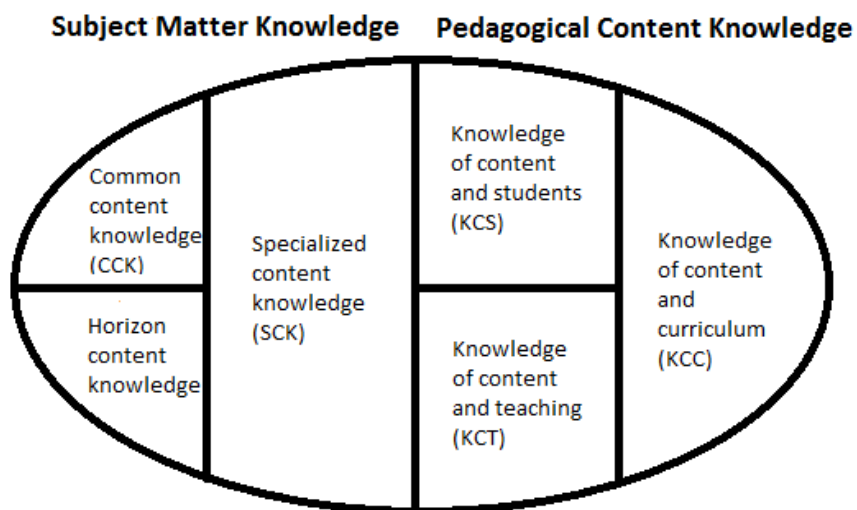 Subject Matter Knowledge
Pedagogical Content Knowledge
Common
content
knowledge
(CCK)
Horizon
content
knowledge
Specialized
content
knowledge
(SCK)
Knowledge
of content
and students
(KCS)
Knowledge
of content
and teaching
(KCT)
Knowledge
of content
and
curriculum
(KCC)